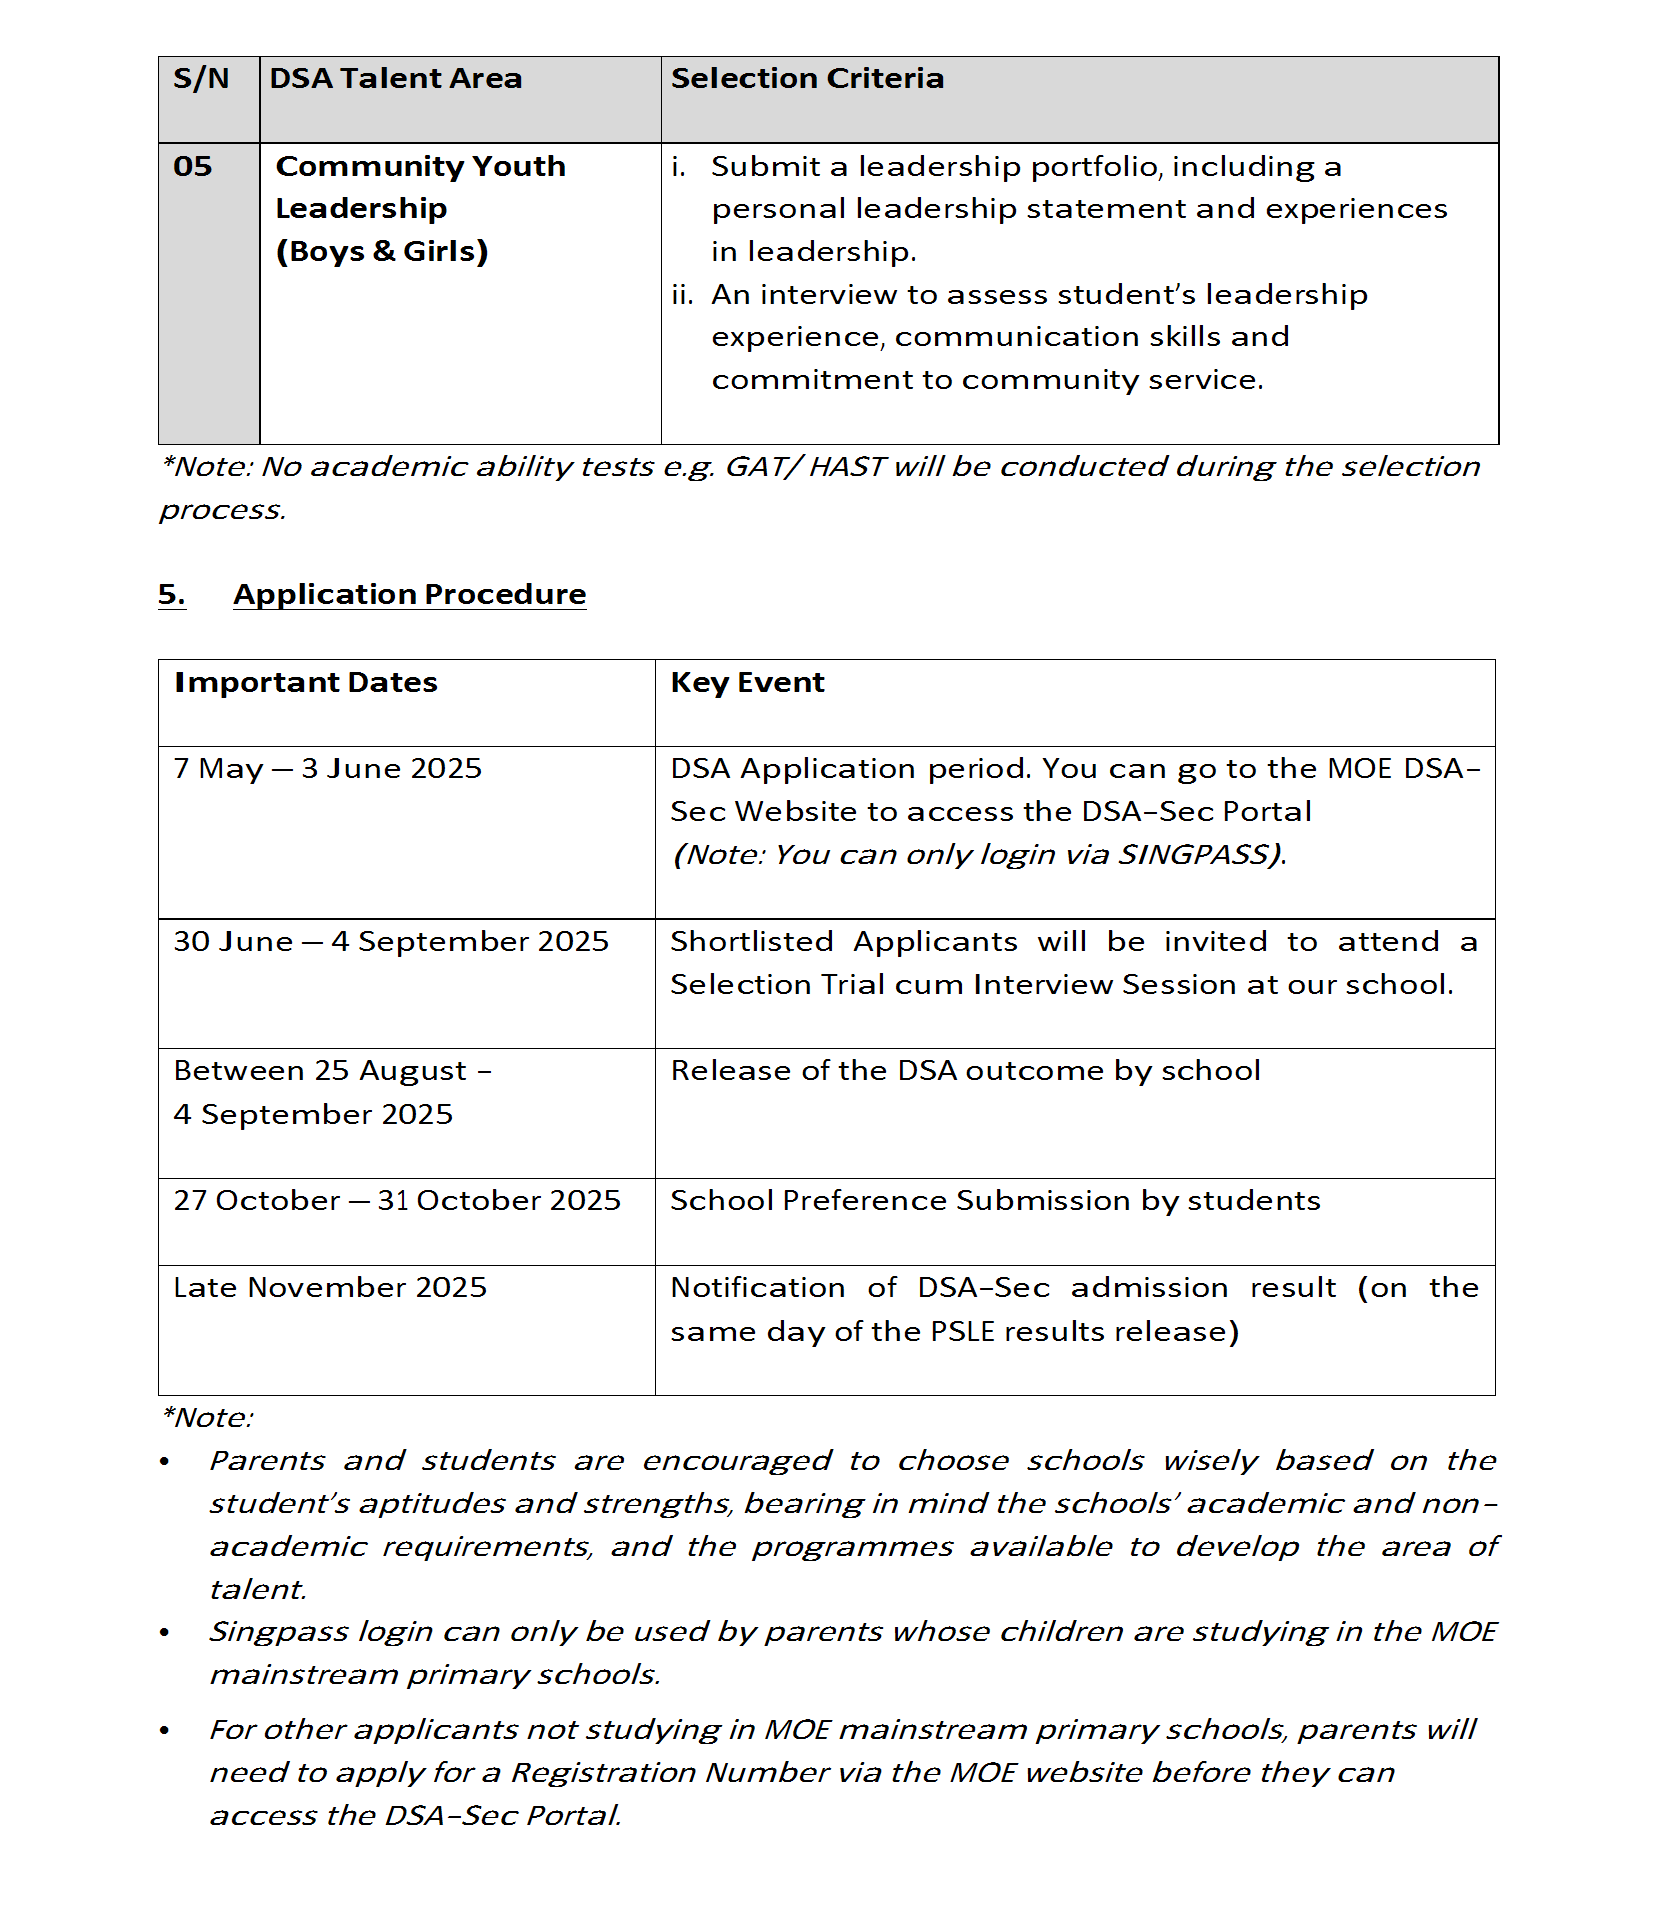 S/N DSA Talent Area Selection Criteria
05 Community Youth
Leadership
(Boys & Girls)
i. Submit a leadership portfolio, including a
personal leadership statement and experiences
in leadership.
ii. An interview to assess student’s leadership
experience, communication skills and
commitment to community service.
*Note: No academic ability tests e.g. GAT/ HAST will be conducted during the selection
process.
5. Application Procedure
Important Dates Key Event
7 May – 3 June 2025 DSA Application period. You can go to the MOE DSA-
Sec Website to access the DSA-Sec Portal
(Note: You can only login via SINGPASS).
30 June – 4 September 2025 Shortlisted Applicants will be invited to attend a
Selection Trial cum Interview Session at our school.
Between 25 August - Release of the DSA outcome by school
4 September 2025
27 October – 31 October 2025 School Preference Submission by students
Late November 2025 Notification of DSA-Sec admission result (on the
same day of the PSLE results release)
*Note:
• Parents and students are encouraged to choose schools wisely based on the
student’s aptitudes and strengths, bearing in mind the schools’ academic and non-
academic requirements, and the programmes available to develop the area of
talent.
• Singpass login can only be used by parents whose children are studying in the MOE
mainstream primary schools.
• For other applicants not studying in MOE mainstream primary schools, parents will
need to apply for a Registration Number via the MOE website before they can
access the DSA-Sec Portal.